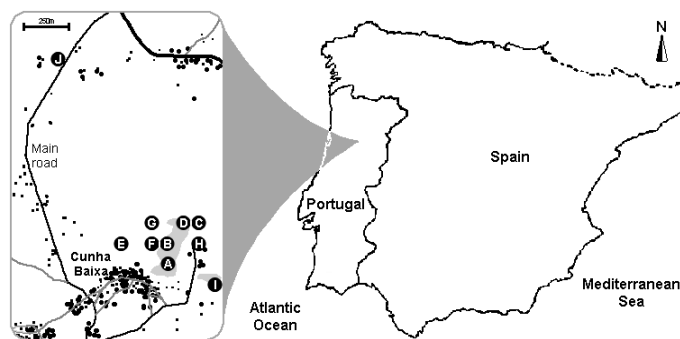 250m
J
N
Main
road
Spain
Portugal
G
D
C
E
F
B
H
A
Cunha
Baixa
I
Mediterranean
Sea
Atlantic
Ocean